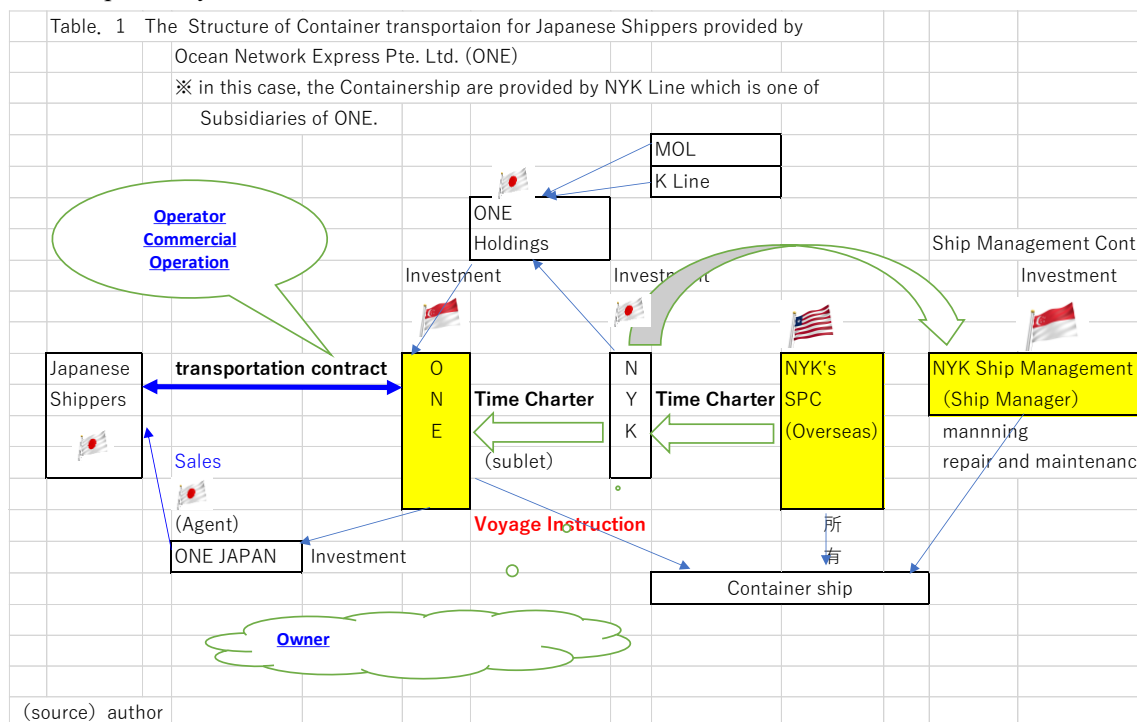 Table. 1 The Structure of Container transportaion for Japanese Shippers provided by
Ocean Network Express Pte. Ltd. (ONE)
※ in this case, the Containership are provided by NYK Line which is one of
Subsidiaries of ONE.
MOL
K Line
Operator
Commercial
Operation
ONE
Holdings
Ship Management Cont
Investment
Investment
Investment
Japanese
Shippers
transportation contract
O
N
E
Time Charter
(sublet)
N
Y
K
Time Charter
NYK's
SPC
(Overseas)
NYK Ship Management
(Ship Manager)
mannning
repair and maintenanc
Sales
(Agent)
ONE JAPAN
Investment
Voyage Instruction
所
有
Container ship
Owner
(source) author